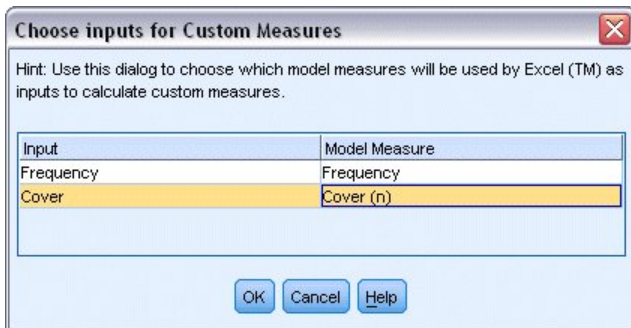 Choose inputs for Custom Measures
Hint: Use this dialog to choose which model measures will be used by Excel (TM) as
inputs to calculate custom measures.
Input Model Measure
Frequency Frequency
Cover Cover (n)
OK Cancel Help